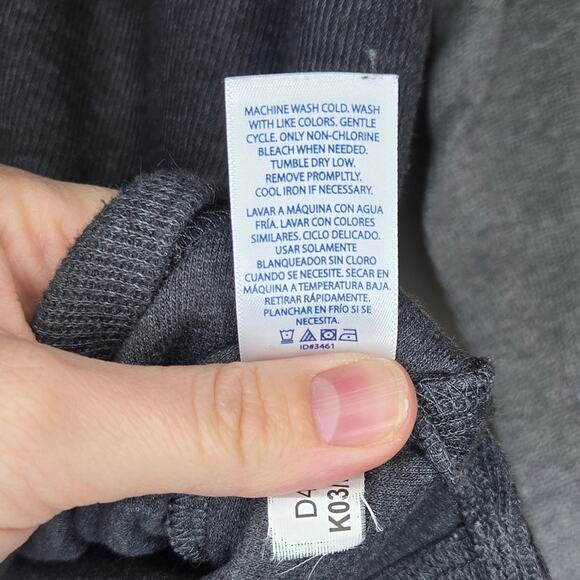 MACHINE WASH COLD. WASH
WITH LIKE COLORS. GENTLE
CYCLE. ONLY NON-CHLORINE
BLEACH WHEN NEEDED.
TUMBLE DRY LOW.
REMOVE PROMPTLY.
COOL IRON IF NECESSARY.
LAVAR A MÁQUINA CON AGUA
FRÍA. LAVAR CON COLORES
SIMILARES. CICLO DELICADO.
USAR SOLAMENTE
BLANQUEADOR SIN CLORO
CUANDO SE NECESITE. SECAR EN
MÁQUINA A TEMPERATURA BAJA.
RETIRAR RÁPIDAMENTE.
PLANCHAR EN FRÍO SI SE
NECESITA.
ID#3461
D4
K03/